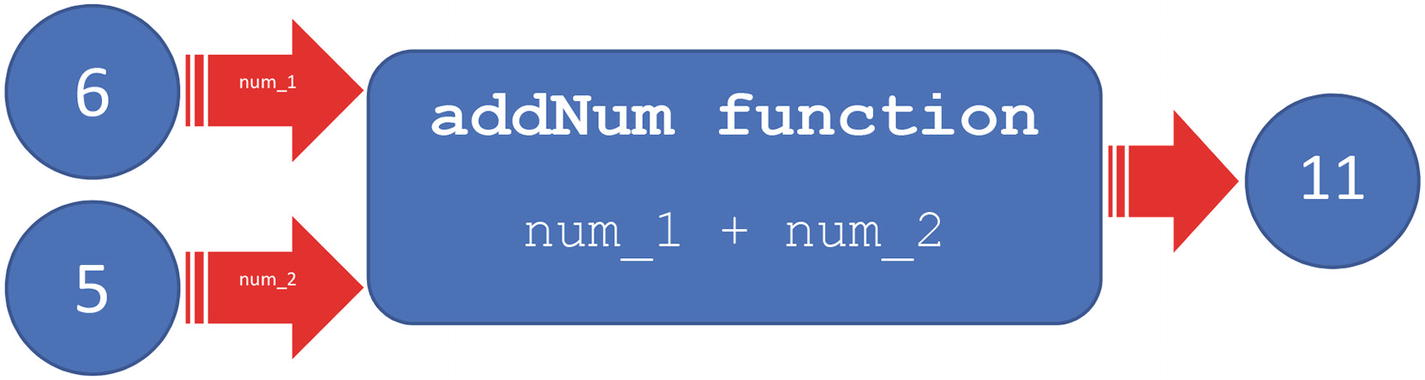 6
num_1
addNum function
num_1 + num_2
5
num_2
11